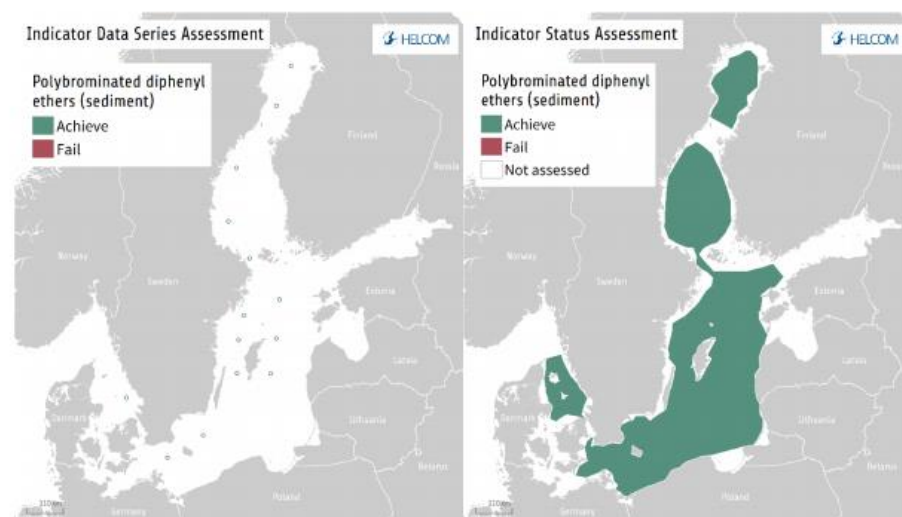 Indicator Data Series Assessment
HELCOM
Polybrominated diphenyl
ethers (sediment)
Achieve
Fail
Finland
Russia
Norway
Sweden
Estonia
Latvia
Denmark
Lithuania
Belarus
Poland
Germany
Indicator Status Assessment
HELCOM
Polybrominated diphenyl
ethers (sediment)
Achieve
Fail
Not assessed
Finland
Russia
Norway
Sweden
Estonia
Latvia
Denmark
Lithuania
Belarus
Poland
Germany